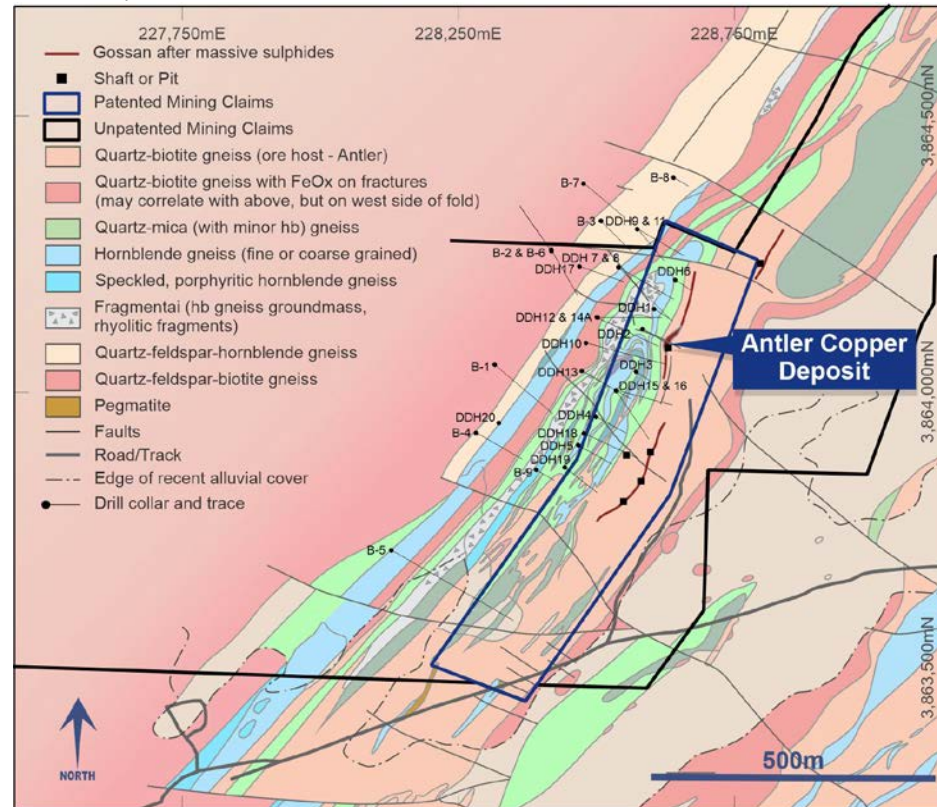 227,750mE
228,250mE
228,750mE
Gossan after massive sulphides
Shaft or Pit
Patented Mining Claims
Unpatented Mining Claims
Quartz-biotite gneiss (ore host - Antler)
Quartz-biotite gneiss with FeOx on fractures
(may correlate with above, but on west side of fold)
Quartz-mica (with minor hb) gneiss
Hornblende gneiss (fine or coarse grained)
Speckled, porphyritic hornblende gneiss
Fragmentai (hb gneiss groundmass,
rhyolitic fragments)
Quartz-feldspar-hornblende gneiss
Quartz-feldspar-biotite gneiss
Pegmatite
Faults
Road/Track
Edge of recent alluvial cover
Drill collar and trace
3,864,500mN
3,864,000mN
3,863,500mN
B-7
B-8
B-3
DDH9 & 11
B-2 & B-6
DDH 7 & 8
DDH17
DDH6
DDH1
DDH12 & 14A
DDH2
DDH10
B-1
DDH13
DDH3
DDH15 & 16
DDH20
DDH4
B-4
DDH18
DDH5
DDH19
B-9
B-5
Antler Copper
Deposit
NORTH
500m